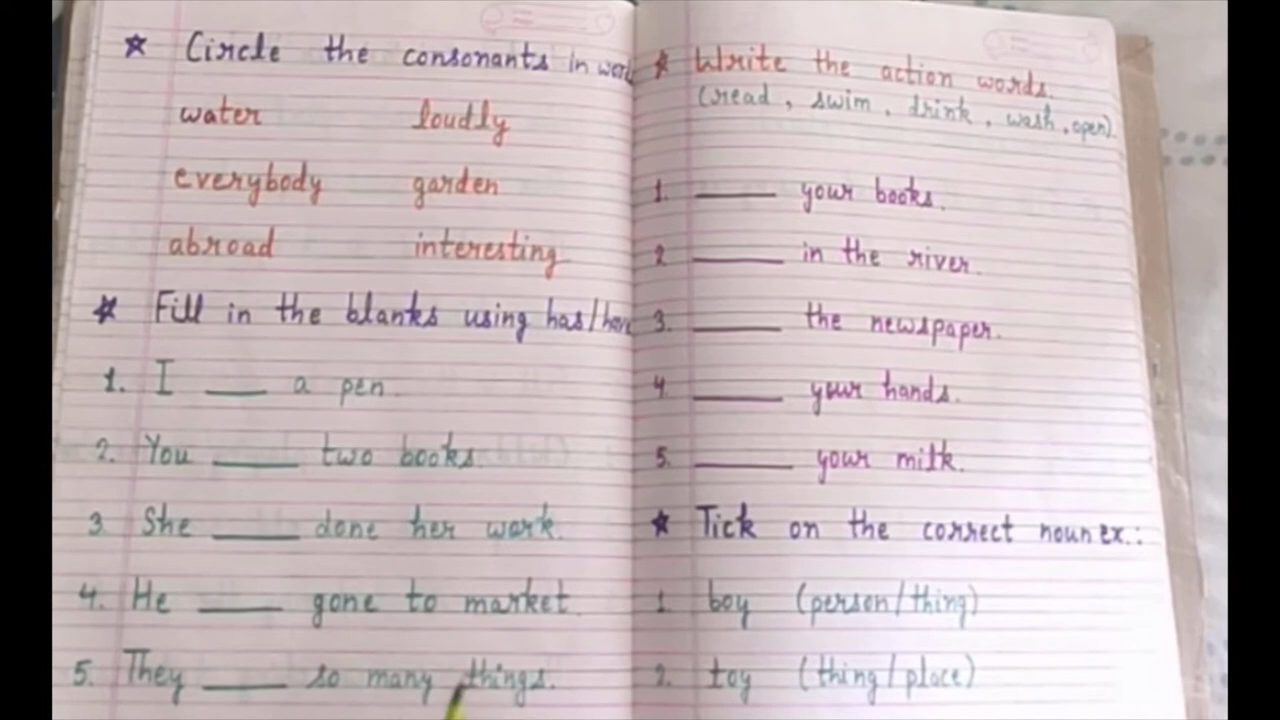 * Circle the consonants in
water loudly
everybody garden
abroad interesting
* Fill in the blanks using has/have
1. I ____ a pen.
2. You ____ two books.
3. She ____ done her work.
4. He ____ gone to market.
5. They ____ so many things.
* Write the action words.
(read, swim, drink, wash, open)
1. ____ your books.
2. ____ in the river.
3. ____ the newspaper.
4. ____ your hands.
5. ____ your milk.
* Tick on the correct noun ex.:
1. boy (person/thing)
2. toy (thing/place)